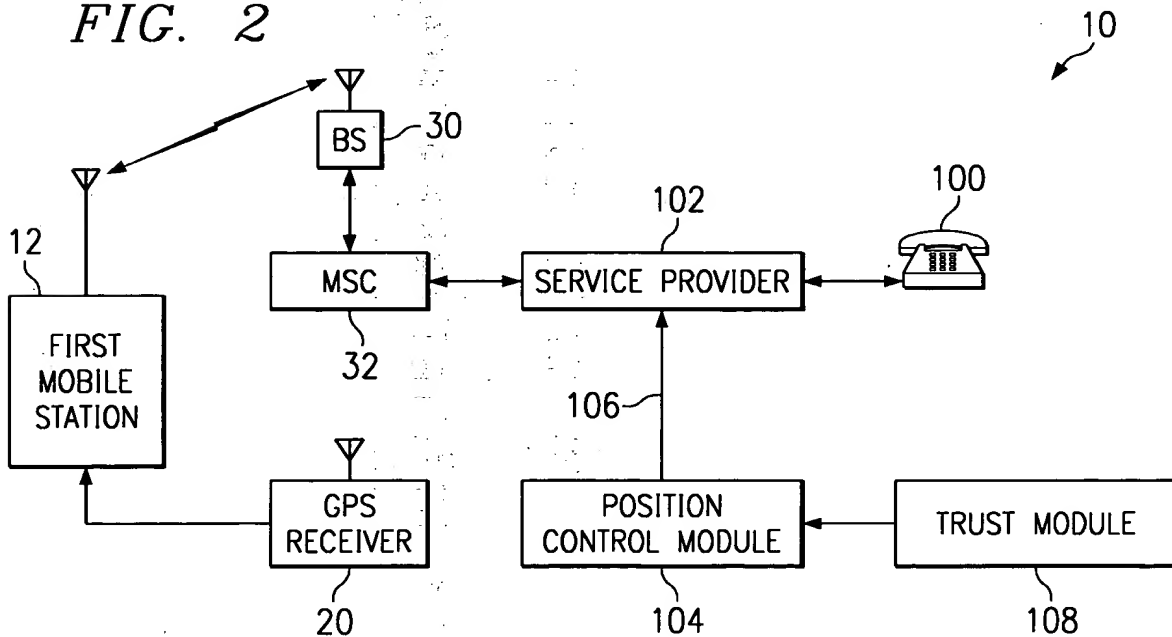 FIG. 2
10
BS
30
100
102
12
MSC
SERVICE PROVIDER
FIRST
MOBILE
STATION
32
106
GPS
RECEIVER
POSITION
CONTROL MODULE
TRUST MODULE
20
104
108